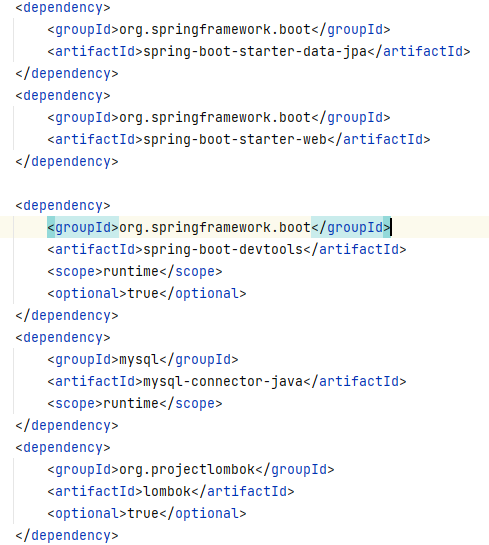 <dependency>
<groupId>org.springframework.boot</groupId>
<artifactId>spring-boot-starter-data-jpa</artifactId>
</dependency>
<dependency>
<groupId>org.springframework.boot</groupId>
<artifactId>spring-boot-starter-web</artifactId>
</dependency>
<dependency>
<groupId>org.springframework.boot</groupId>
<artifactId>spring-boot-devtools</artifactId>
<scope>runtime</scope>
<optional>true</optional>
</dependency>
<dependency>
<groupId>mysql</groupId>
<artifactId>mysql-connector-java</artifactId>
<scope>runtime</scope>
</dependency>
<dependency>
<groupId>org.projectlombok</groupId>
<artifactId>lombok</artifactId>
<optional>true</optional>
</dependency>